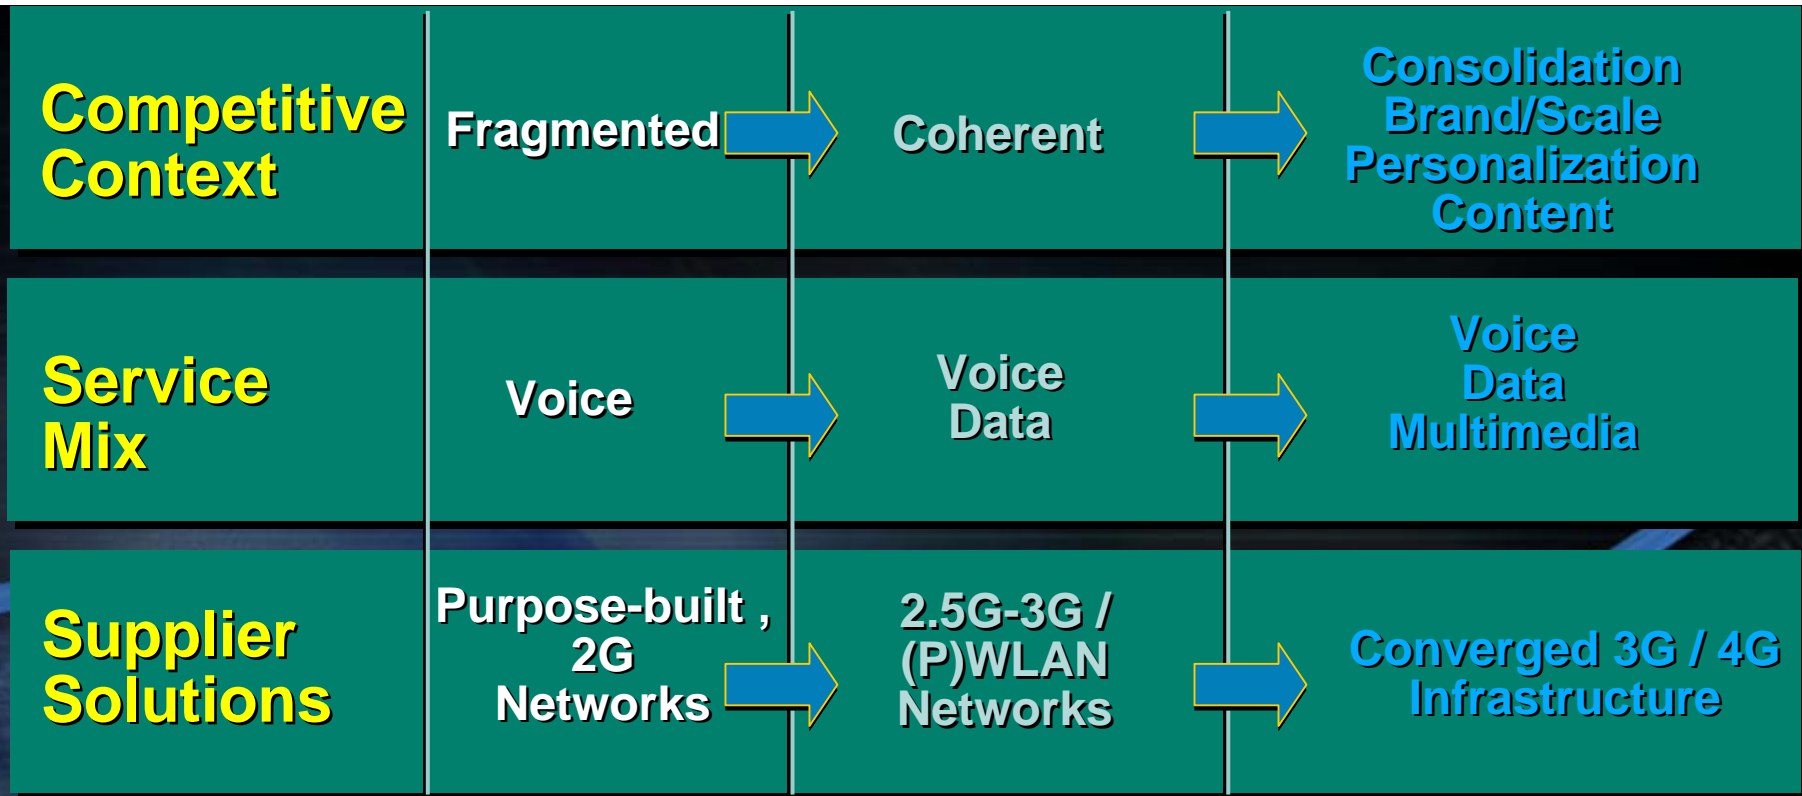 Competitive
Context
Fragmented
Coherent
Consolidation
Brand/Scale
Personalization
Content
Service
Mix
Voice
Voice
Data
Voice
Data
Multimedia
Supplier
Solutions
Purpose-built ,
2G
Networks
2.5G-3G /
(P)WLAN
Networks
Converged 3G / 4G
Infrastructure